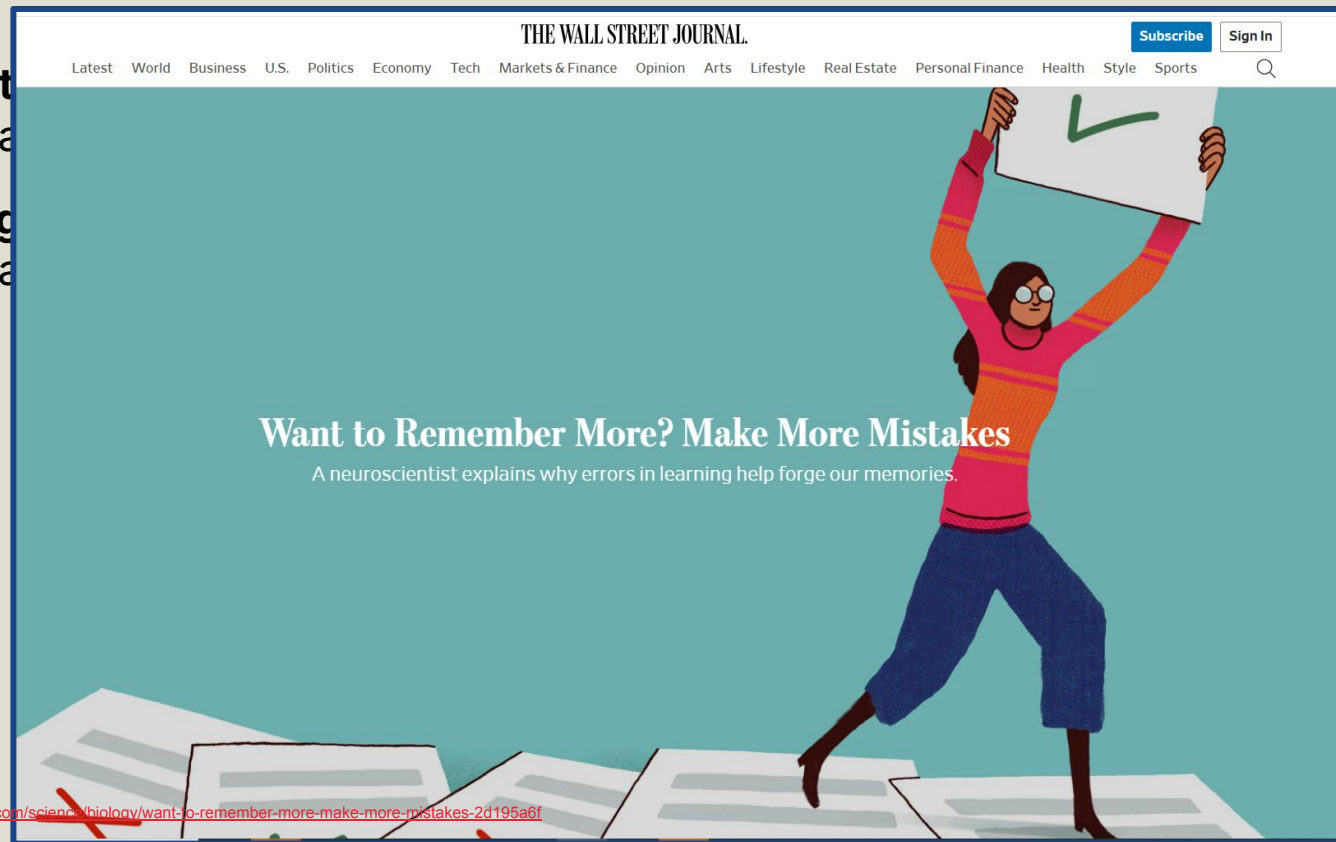 THE WALL STREET JOURNAL.
Subscribe
Sign In
Latest World Business U.S. Politics Economy Tech Markets & Finance Opinion Arts Lifestyle Real Estate Personal Finance Health Style Sports
Want to Remember More? Make More Mistakes
A neuroscientist explains why errors in learning help forge our memories.
com/science/biology/want-to-remember-more-make-more-mistakes-2d195a6f